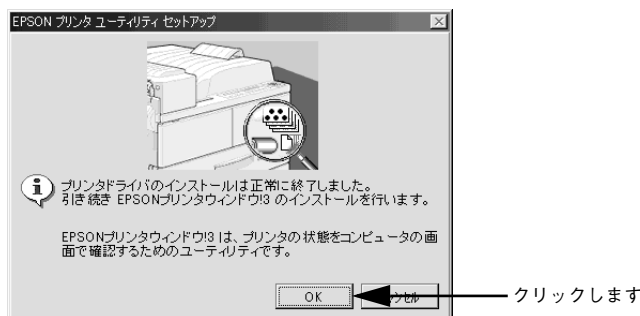 EPSON プリンタ ユーティリティ セットアップ
プリンタドライバのインストールは正常に終了しました。
引き続き EPSONプリンタウィンドウ!3 のインストールを行います。
EPSONプリンタウィンドウ!3 は、プリンタの状態をコンピュータの画
面で確認するためのユーティリティです。
OK
クリックします